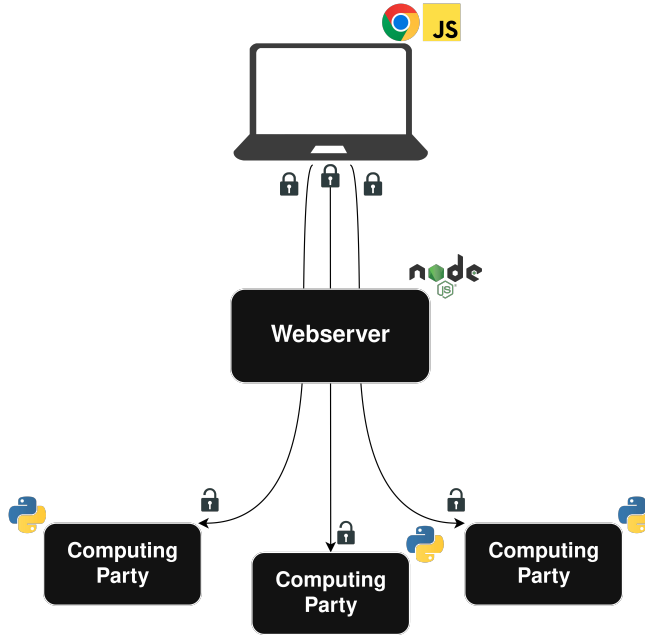 JS
node
JS
Webserver
Computing
Party
Computing
Party
Computing
Party